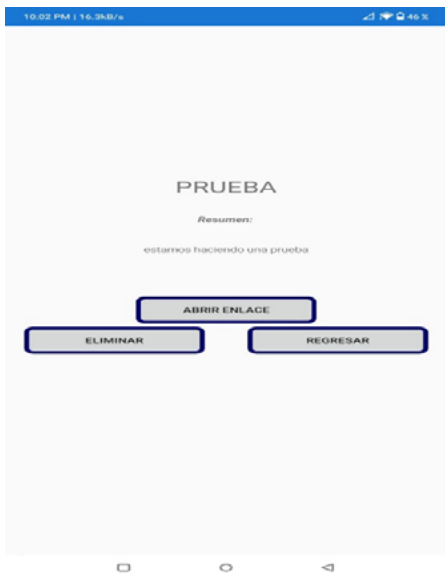 10:02 PM | 16.3KB/s 46 %
PRUEBA
Resumen:
estamos haciendo una prueba
ABRIR ENLACE
ELIMINAR REGRESAR